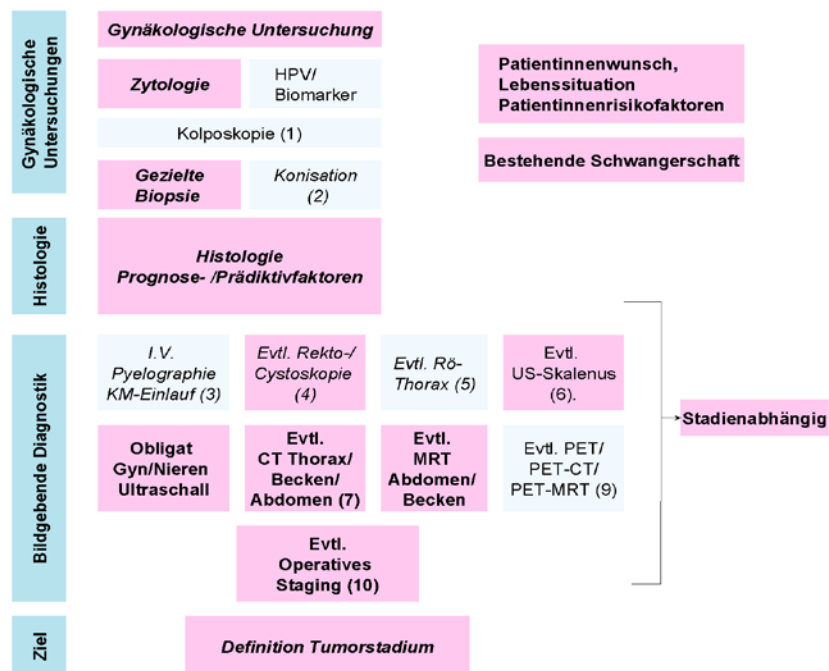 Gynäkologische
Untersuchungen
Gynäkologische Untersuchung
Zytologie
HPV/
Biomarker
Kolposkopie (1)
Gezielte
Biopsie
Konisation
(2)
Patientinnenwunsch,
Lebenssituation
Patientinnenrisikofaktoren
Bestehende Schwangerschaft
Histologie
Histologie
Prognose- /Prädiktivfaktoren
Bildgebende Diagnostik
I.V.
Pyelographie
KM-Einlauf (3)
Evtl. Rekto-/
Cystoskopie
(4)
Evtl. Rö-
Thorax (5)
Evtl.
US-Skalenus
(6).
Obligat
Gyn/Nieren
Ultraschall
Evtl.
CT Thorax/
Becken/
Abdomen (7)
Evtl.
MRT
Abdomen/
Becken
Evtl. PET/
PET-CT/
PET-MRT (9)
Evtl.
Operatives
Staging (10)
Stadienabhängig
Ziel
Definition Tumorstadium